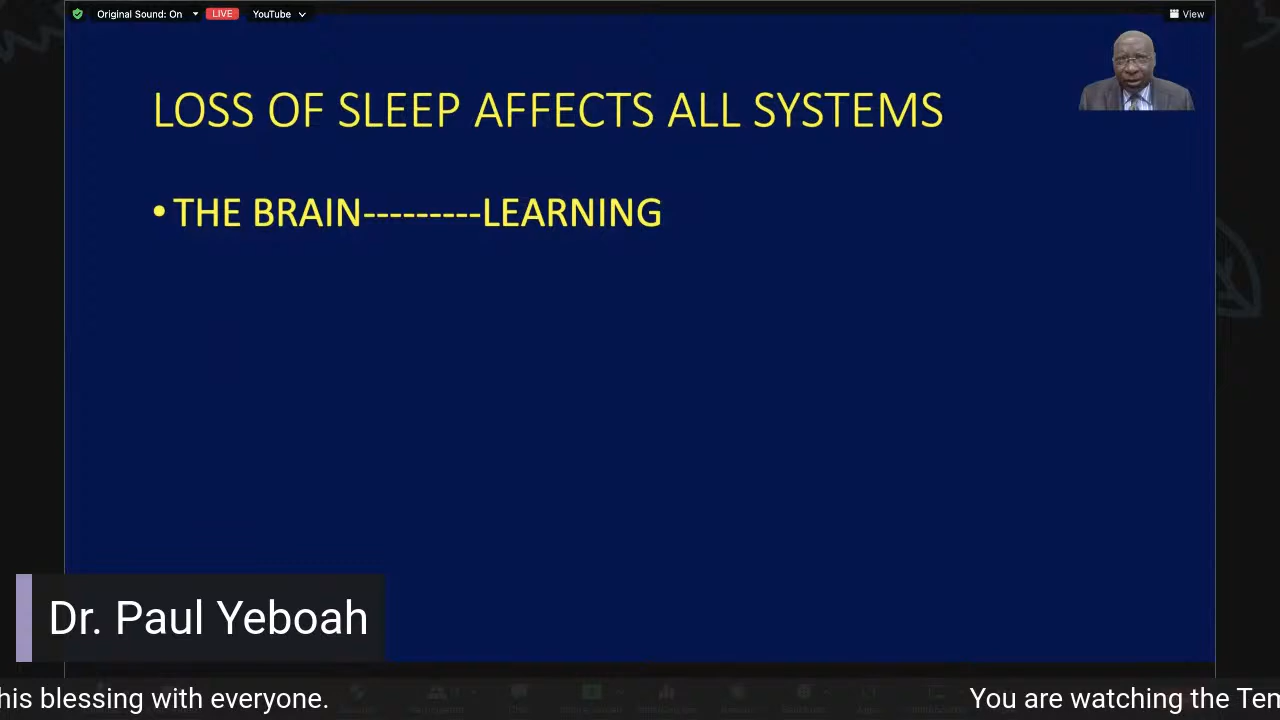 Original Sound: On
LIVE
YouTube
View
LOSS OF SLEEP AFFECTS ALL SYSTEMS
• THE BRAIN---------LEARNING
Dr. Paul Yeboah
his blessing with everyone.
You are watching the Ten